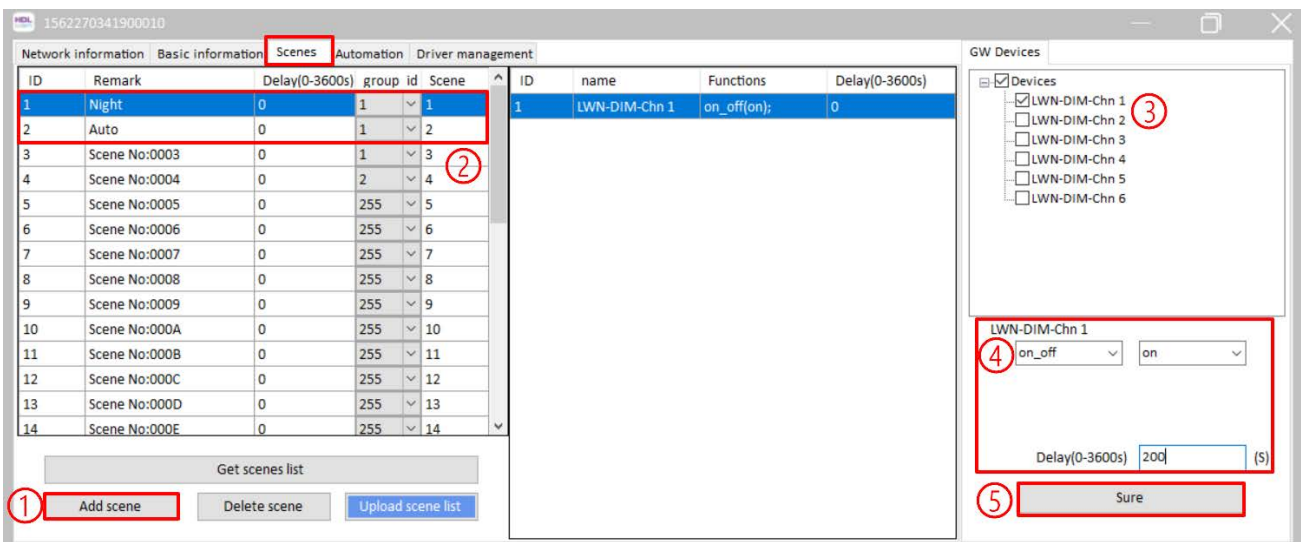 HDL 1562270341900010
Network information Basic information Scenes Automation Driver management GW Devices
ID Remark Delay(0-3600s) group id Scene ID name Functions Delay(0-3600s)
1 Night 0 1 1 1 LWN-DIM-Chn 1 on_off(on); 0
2 Auto 0 1 2
3 Scene No:0003 0 1 3
4 Scene No:0004 0 2 4
5 Scene No:0005 0 255 5
6 Scene No:0006 0 255 6
7 Scene No:0007 0 255 7
8 Scene No:0008 0 255 8
9 Scene No:0009 0 255 9
10 Scene No:000A 0 255 10
11 Scene No:000B 0 255 11
12 Scene No:000C 0 255 12
13 Scene No:000D 0 255 13
14 Scene No:000E 0 255 14
②
Get scenes list
① Add scene Delete scene Upload scene list
Devices
LWN-DIM-Chn 1
LWN-DIM-Chn 2
③
LWN-DIM-Chn 3
LWN-DIM-Chn 4
LWN-DIM-Chn 5
LWN-DIM-Chn 6
LWN-DIM-Chn 1
④ on_off on
Delay(0-3600s) 200 (S)
⑤ Sure